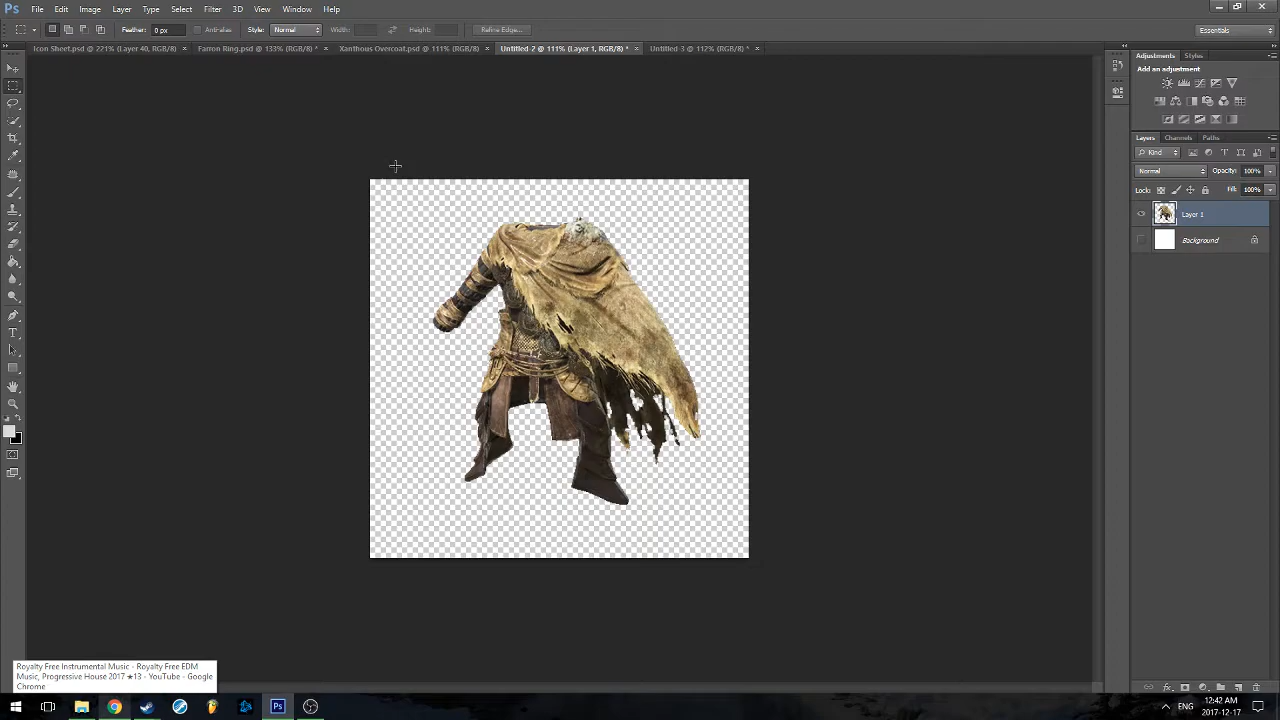 Ps File Edit Image Layer Type Select Filter 3D View Window Help
Feather: 0 px Anti-alias Style: Normal Width: Height: Refine Edge... Essentials
Icon Sheet.psd @ 221% (Layer 40, RGB/8) × Farron Ring.psd @ 133% (RGB/8) * × Xanthous Overcoat.psd @ 111% (RGB/8) × Untitled-2 @ 111% (Layer 1, RGB/8) * × Untitled-3 @ 112% (RGB/8) * ×
Adjustments Styles
Add an adjustment
Layers Channels Paths
Kind
Normal Opacity: 100%
Lock: Fill: 100%
Layer 1
Background
Royalty Free Instrumental Music - Royalty Free EDM
Music, Progressive House 2017 ★13 - YouTube - Google
Chrome
Ps ENG 12:42 AM
2017-12-17